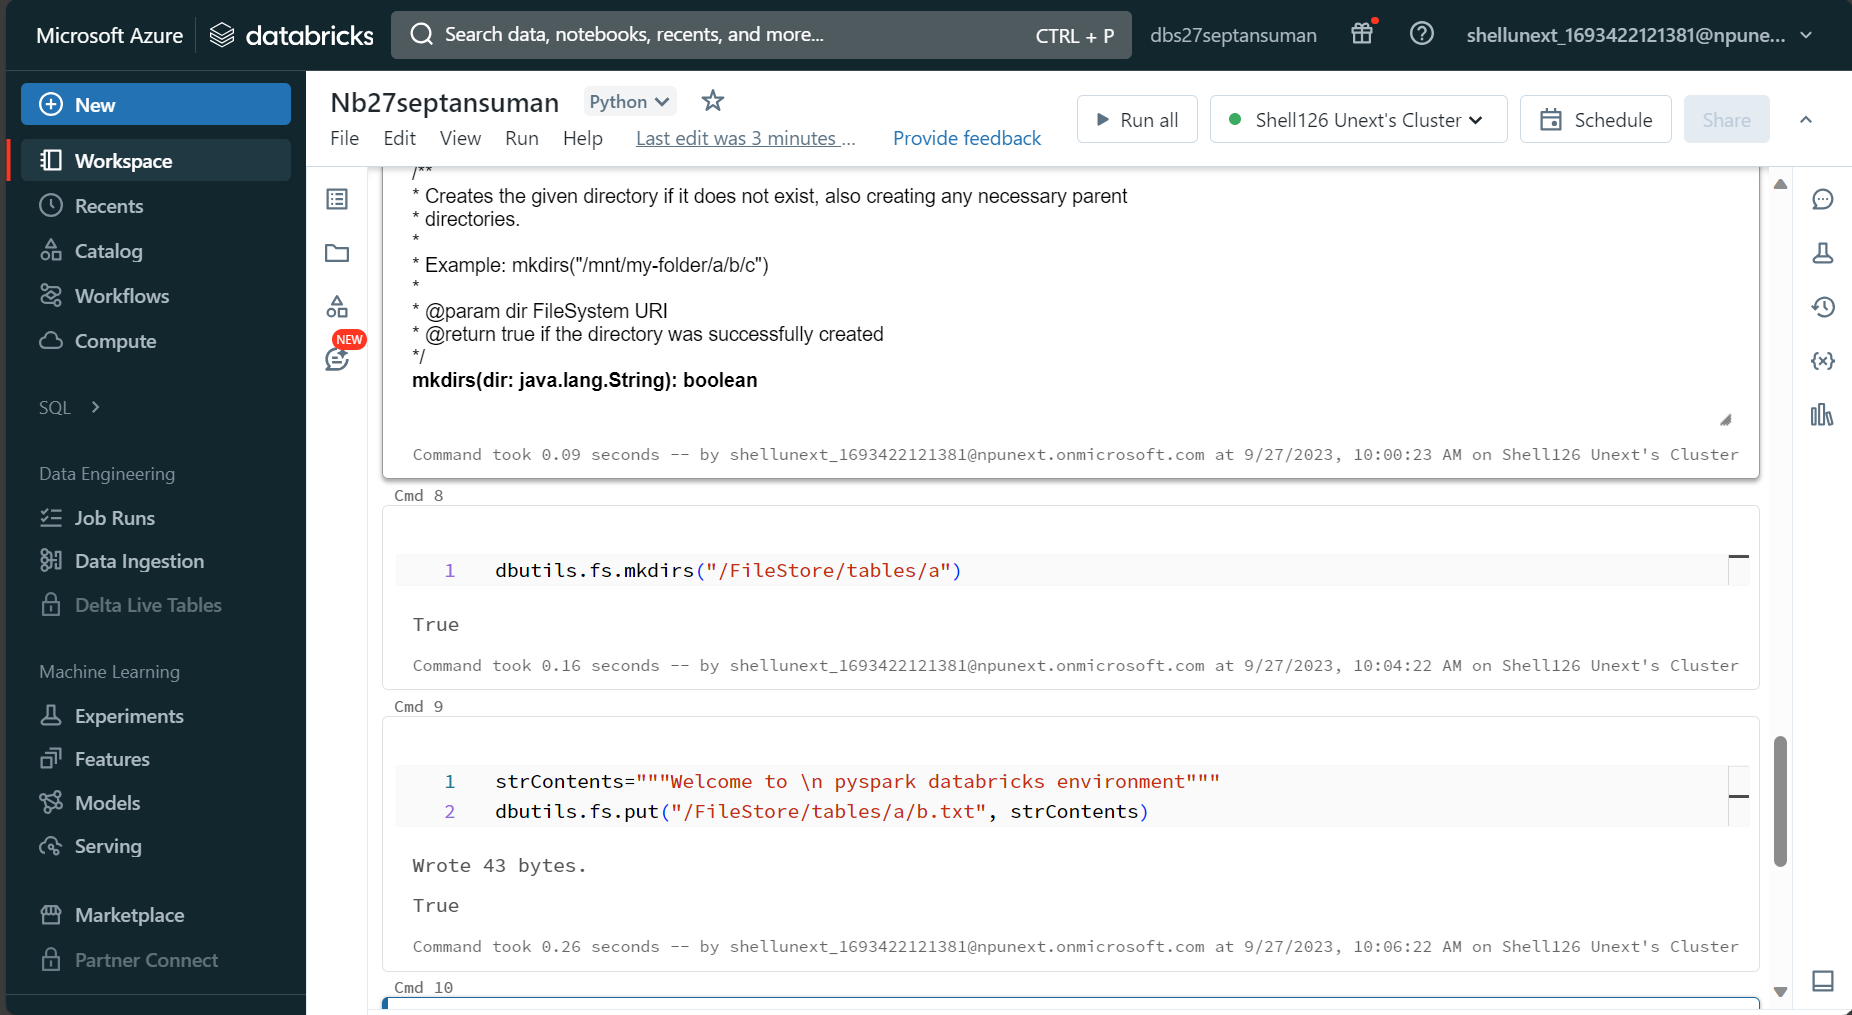 Microsoft Azure
databricks
Search data, notebooks, recents, and more...
CTRL + P
dbs27septansuman
shellunext_1693422121381@npune...
New
Workspace
Recents
Catalog
Workflows
Compute
SQL
Data Engineering
Job Runs
Data Ingestion
Delta Live Tables
Machine Learning
Experiments
Features
Models
Serving
Marketplace
Partner Connect
Nb27septansuman
Python
File
Edit
View
Run
Help
Last edit was 3 minutes ...
Provide feedback
Run all
Shell126 Unext's Cluster
Schedule
Share
NEW
/**
* Creates the given directory if it does not exist, also creating any necessary parent
* directories.
*
* Example: mkdirs("/mnt/my-folder/a/b/c")
*
* @param dir FileSystem URI
* @return true if the directory was successfully created
*/
mkdirs(dir: java.lang.String): boolean
Command took 0.09 seconds -- by shellunext_1693422121381@npunext.onmicrosoft.com at 9/27/2023, 10:00:23 AM on Shell126 Unext's Cluster
Cmd 8
1 dbutils.fs.mkdirs("/FileStore/tables/a")
True
Command took 0.16 seconds -- by shellunext_1693422121381@npunext.onmicrosoft.com at 9/27/2023, 10:04:22 AM on Shell126 Unext's Cluster
Cmd 9
1 strContents="""Welcome to \n pyspark databricks environment"""
2 dbutils.fs.put("/FileStore/tables/a/b.txt", strContents)
Wrote 43 bytes.
True
Command took 0.26 seconds -- by shellunext_1693422121381@npunext.onmicrosoft.com at 9/27/2023, 10:06:22 AM on Shell126 Unext's Cluster
Cmd 10